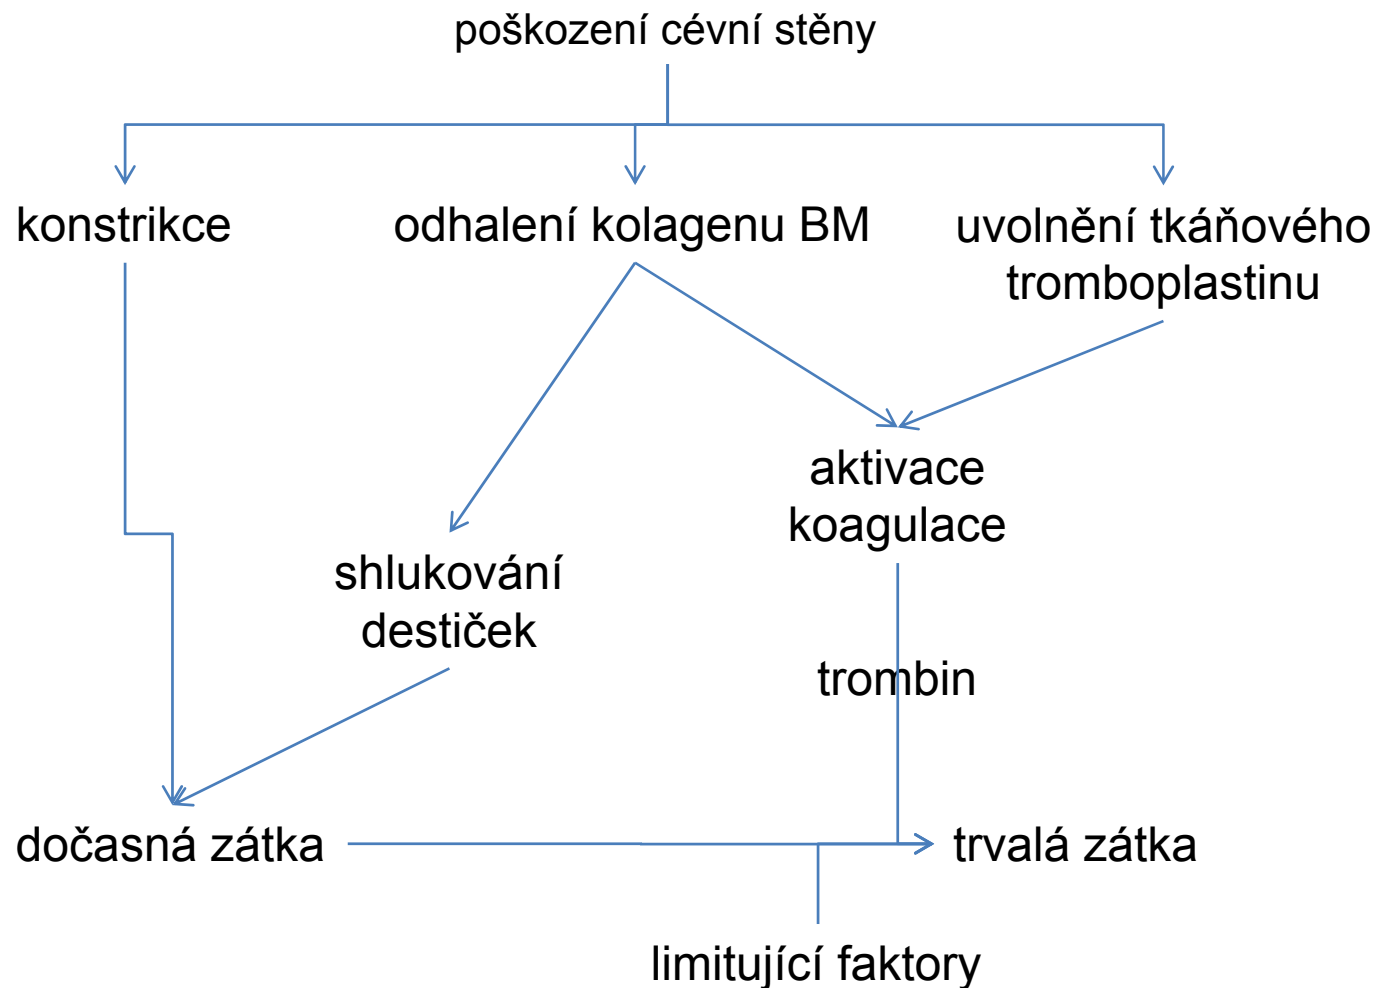 poškození cévní stěny
konstrikce
odhalení kolagenu BM
uvolnění tkáňového
tromboplastinu
aktivace
koagulace
shlukování
destiček
trombin
dočasná zátka
trvalá zátka
limitující faktory